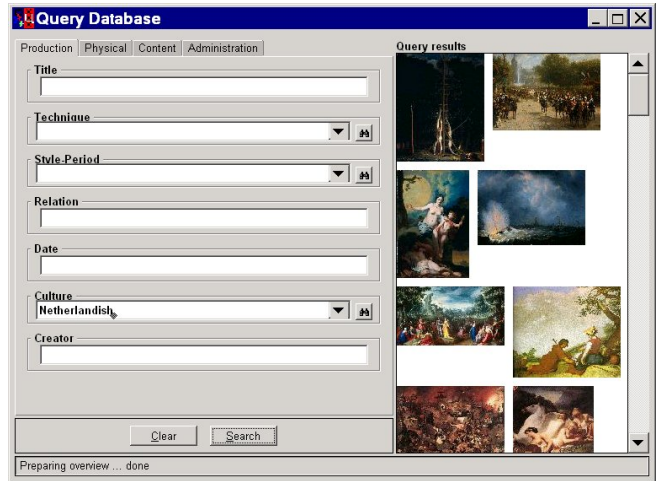 Query Database
Production Physical Content Administration
Query results
Title
Technique
Style-Period
Relation
Date
Culture
Netherlandish
Creator
Clear Search
Preparing overview ... done